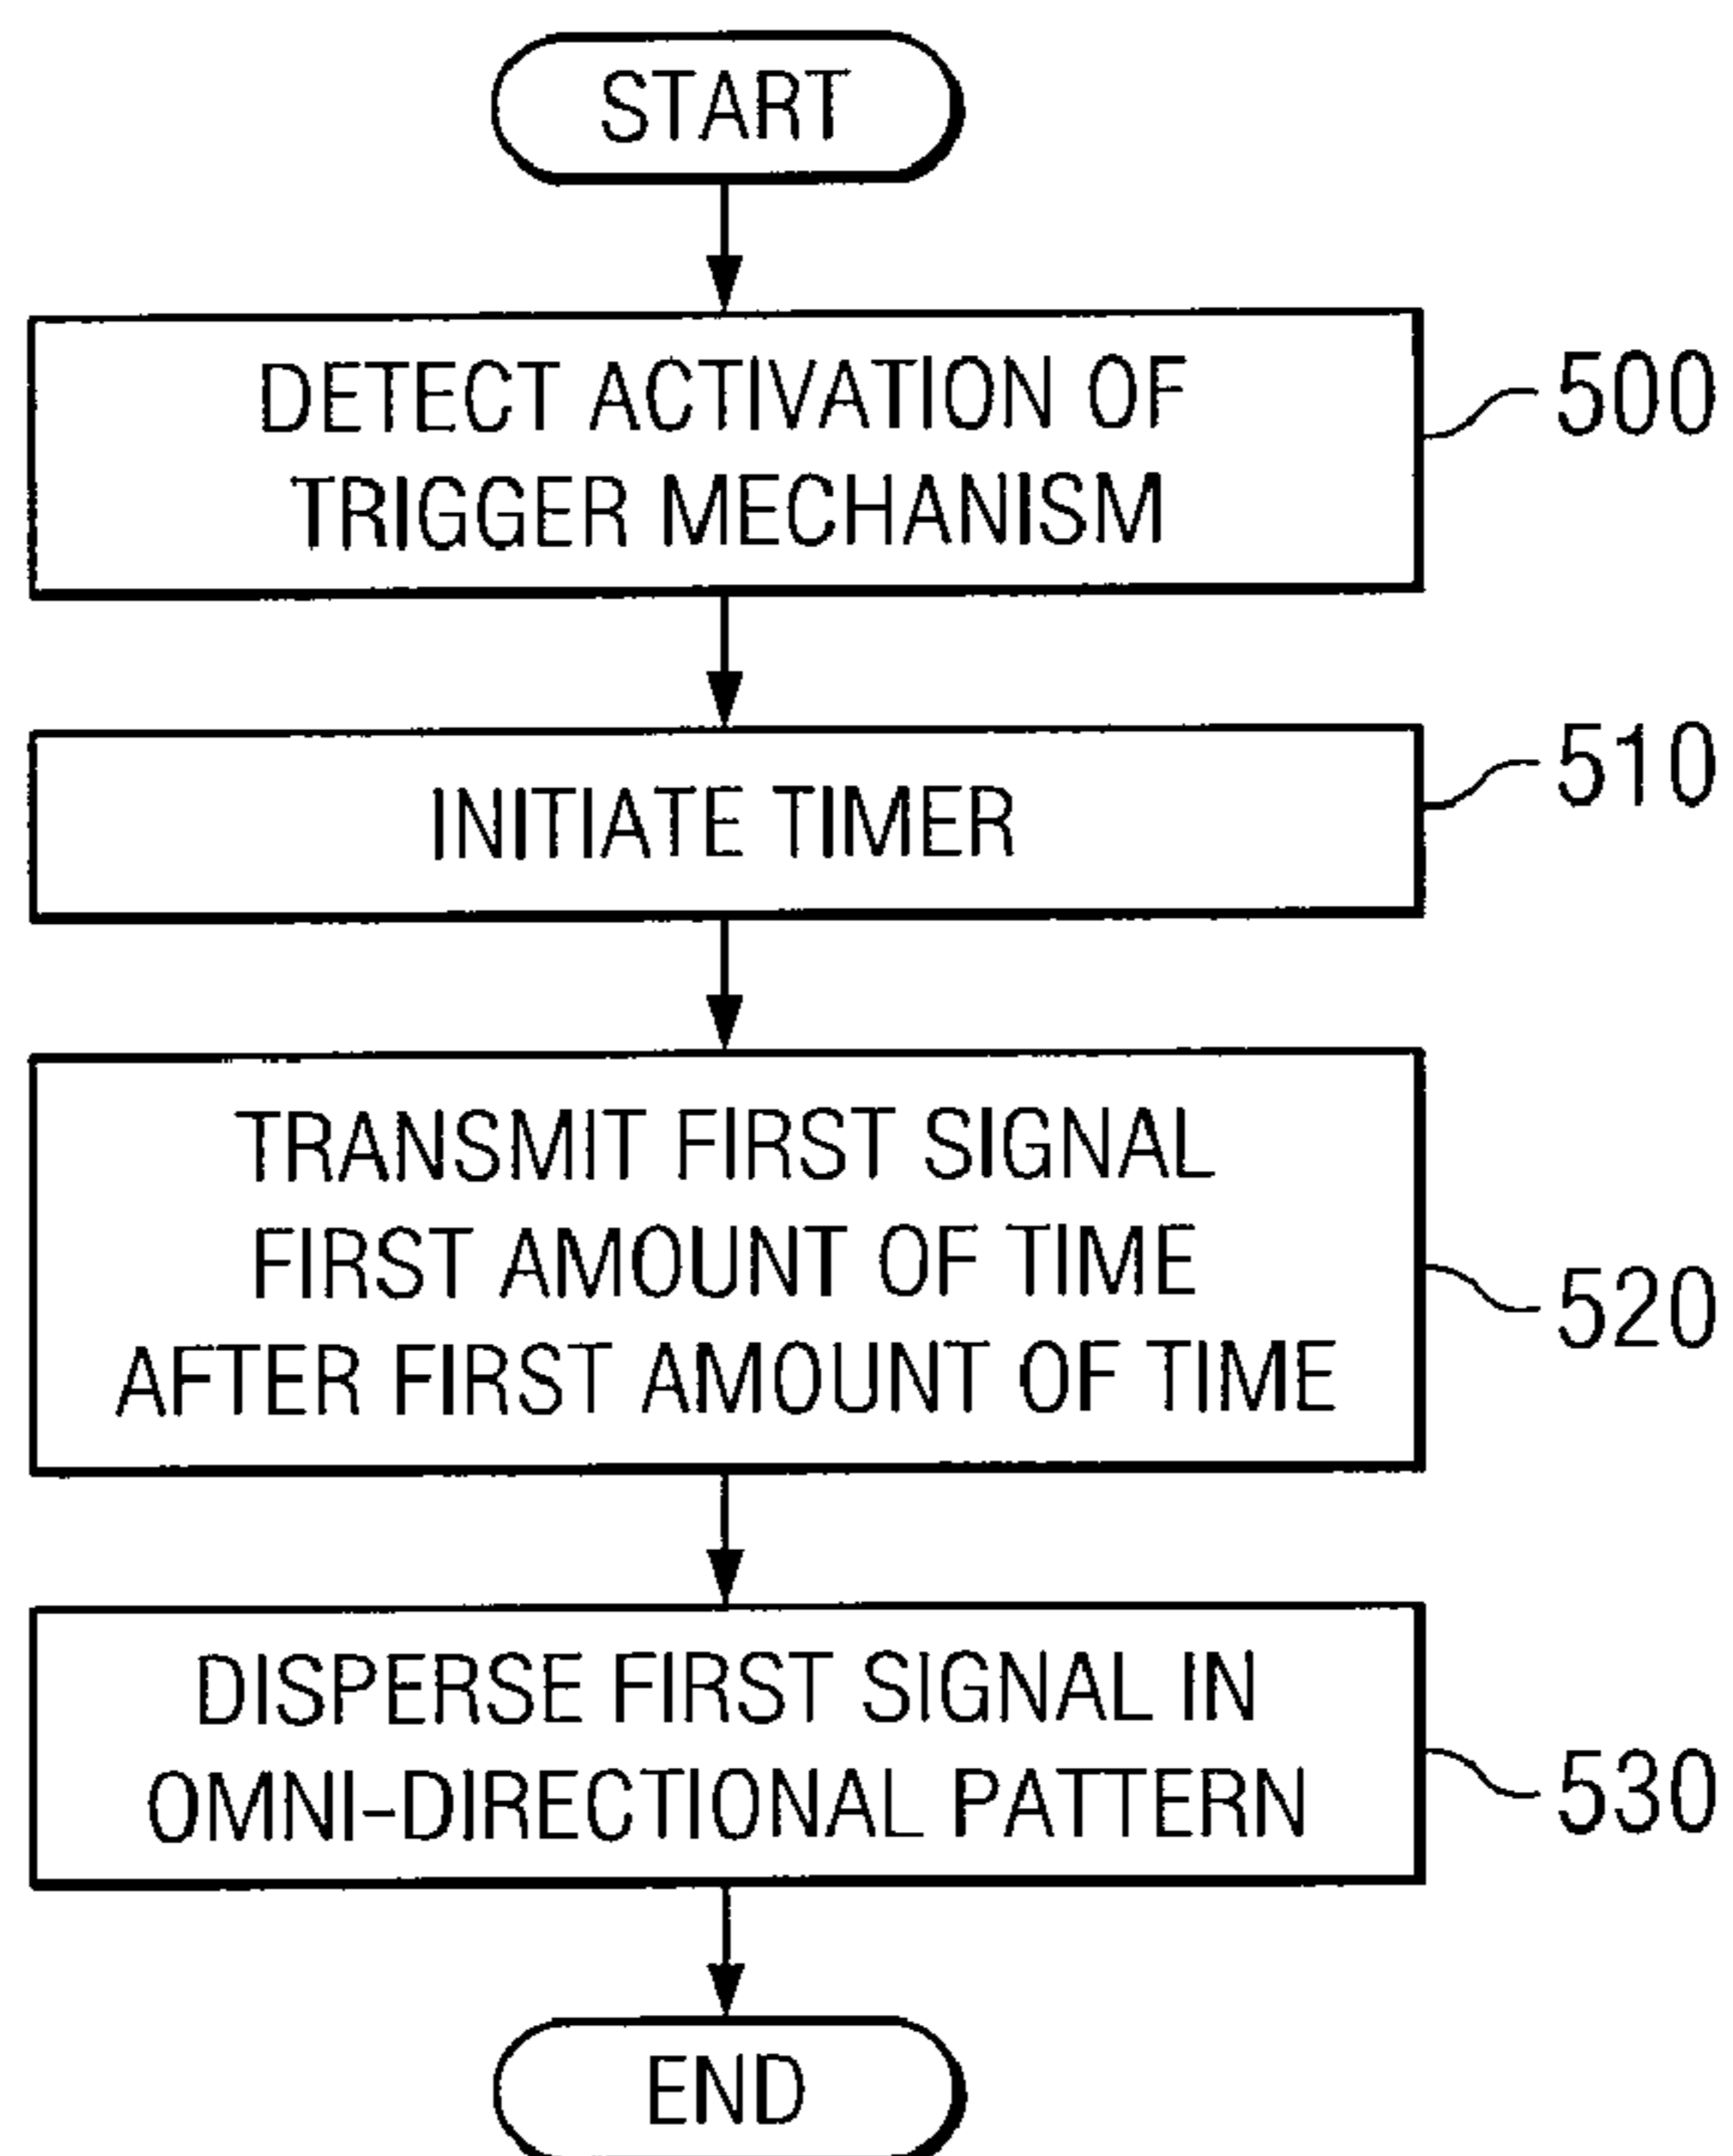 START
DETECT ACTIVATION OF
TRIGGER MECHANISM
500
INITIATE TIMER
510
TRANSMIT FIRST SIGNAL
FIRST AMOUNT OF TIME
AFTER FIRST AMOUNT OF TIME
520
DISPERSE FIRST SIGNAL IN
OMNI-DIRECTIONAL PATTERN
530
END